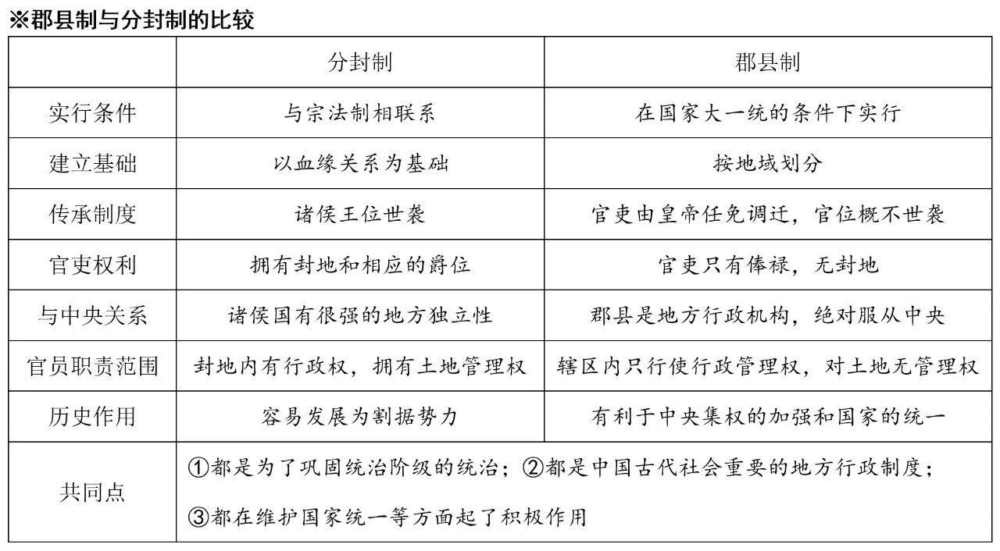 ※郡县制与分封制的比较
分封制 郡县制
实行条件 与宗法制相联系 在国家大一统的条件下实行
建立基础 以血缘关系为基础 按地域划分
传承制度 诸侯王位世袭 官吏由皇帝任免调迁，官位概不世袭
官吏权利 拥有封地和相应的爵位 官吏只有俸禄，无封地
与中央关系 诸侯国有很强的地方独立性 郡县是地方行政机构，绝对服从中央
官员职责范围 封地内有行政权，拥有土地管理权 辖区内只行使行政管理权，对土地无管理权
历史作用 容易发展为割据势力 有利于中央集权的加强和国家的统一
共同点 ①都是为了巩固统治阶级的统治；②都是中国古代社会重要的地方行政制度；
③都在维护国家统一等方面起了积极作用